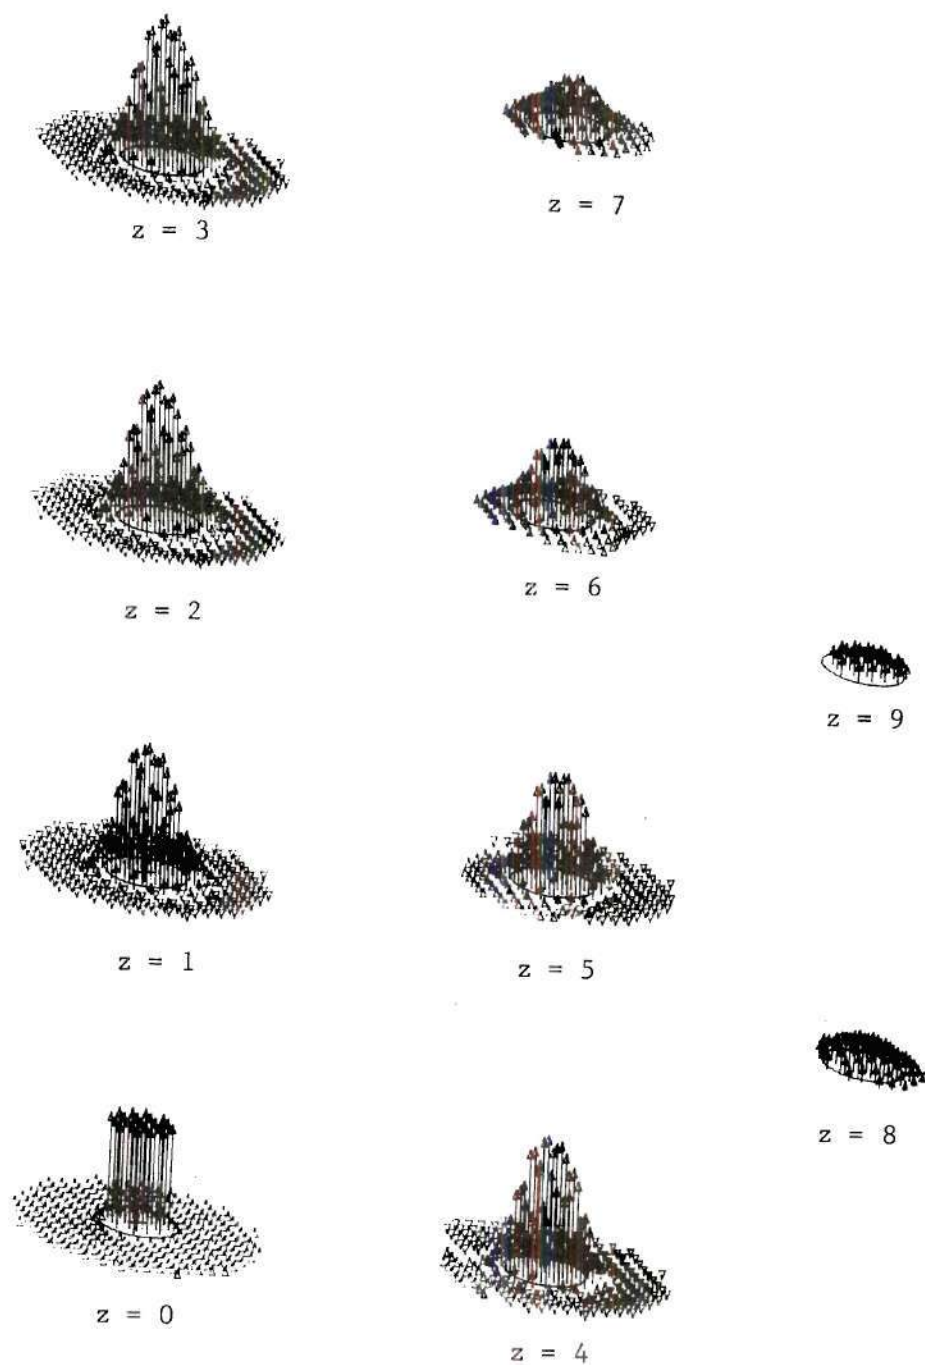 z = 3
z = 7
z = 2
z = 6
z = 9
z = 1
z = 5
z = 8
z = 0
z = 4